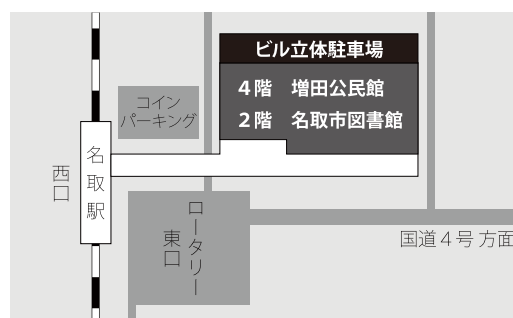 ビル立体駐車場
4階 増田公民館
2階 名取市図書館
コイン
パーキング
西口
名取駅
ロータリー
東口
国道4号方面